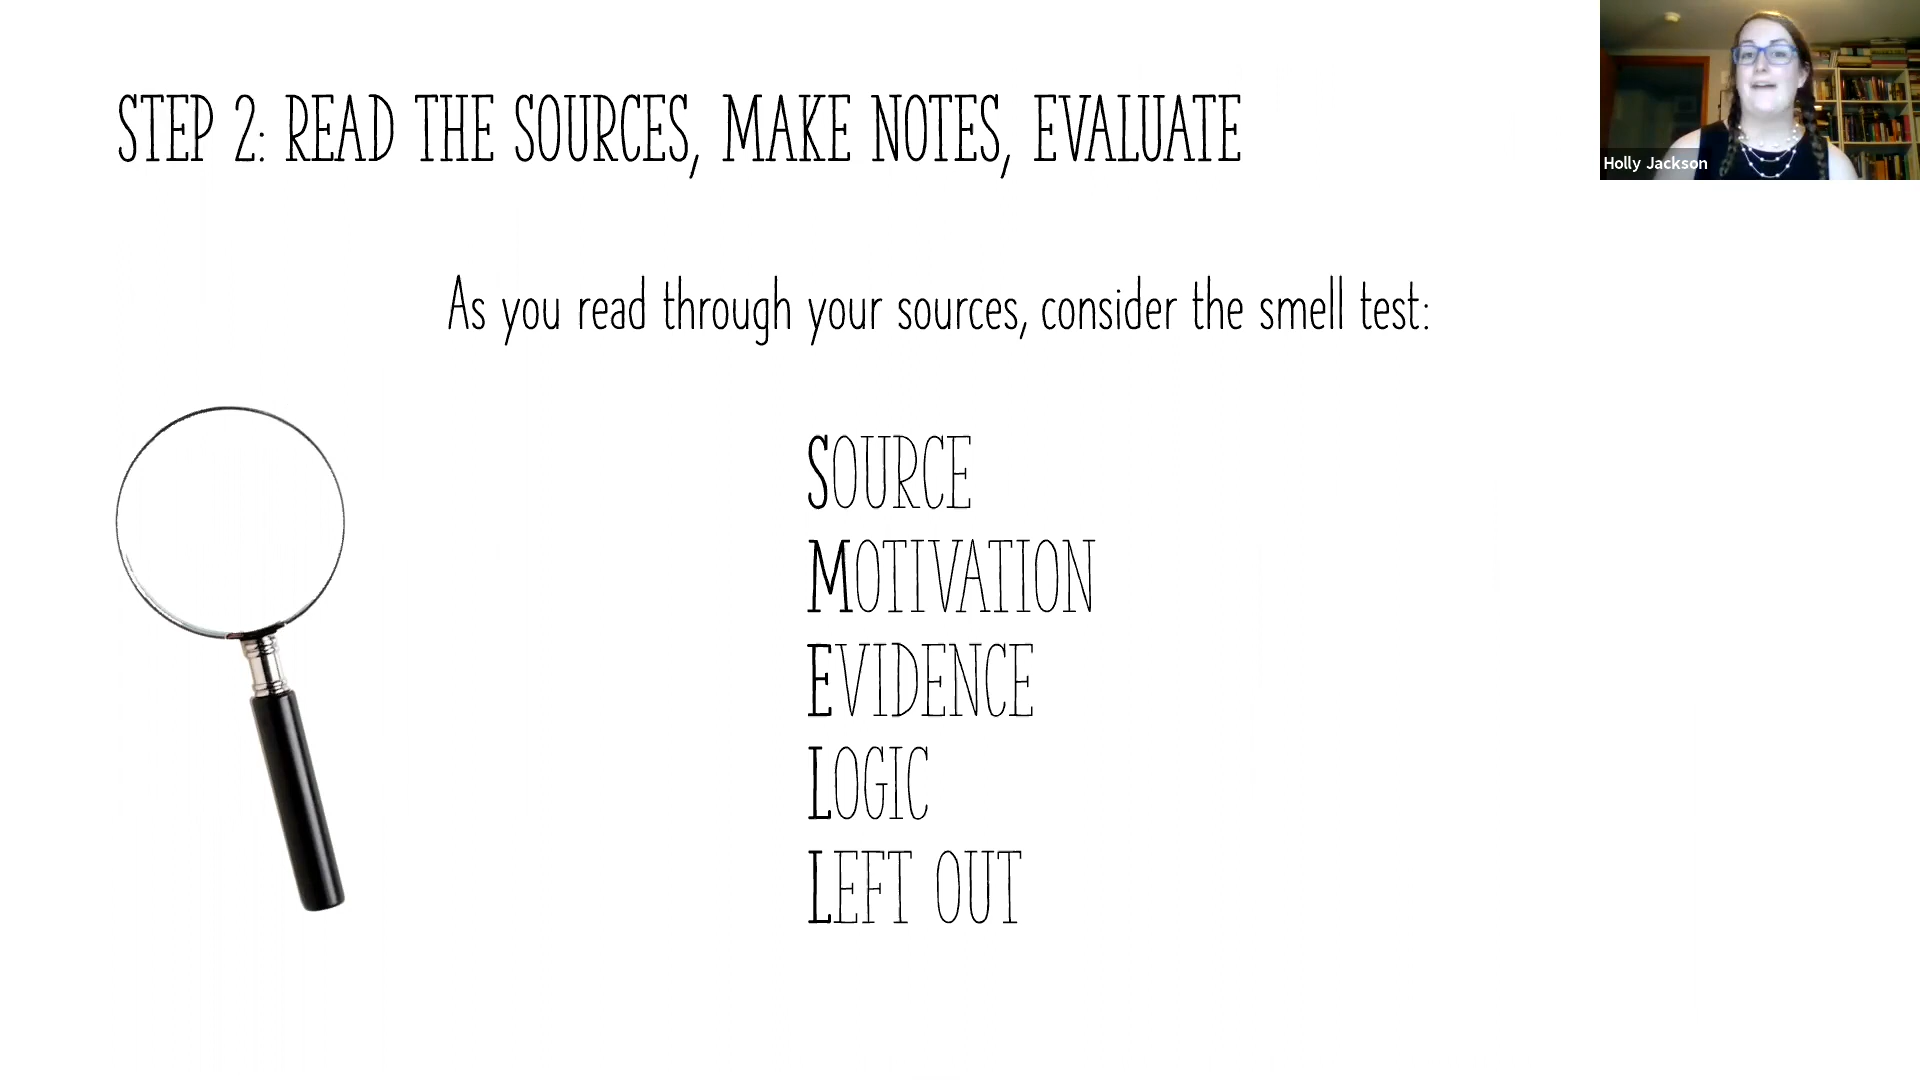 STEP 2: READ THE SOURCES, MAKE NOTES, EVALUATE
Holly Jackson
As you read through your sources, consider the smell test:
SOURCE
MOTIVATION
EVIDENCE
LOGIC
LEFT OUT